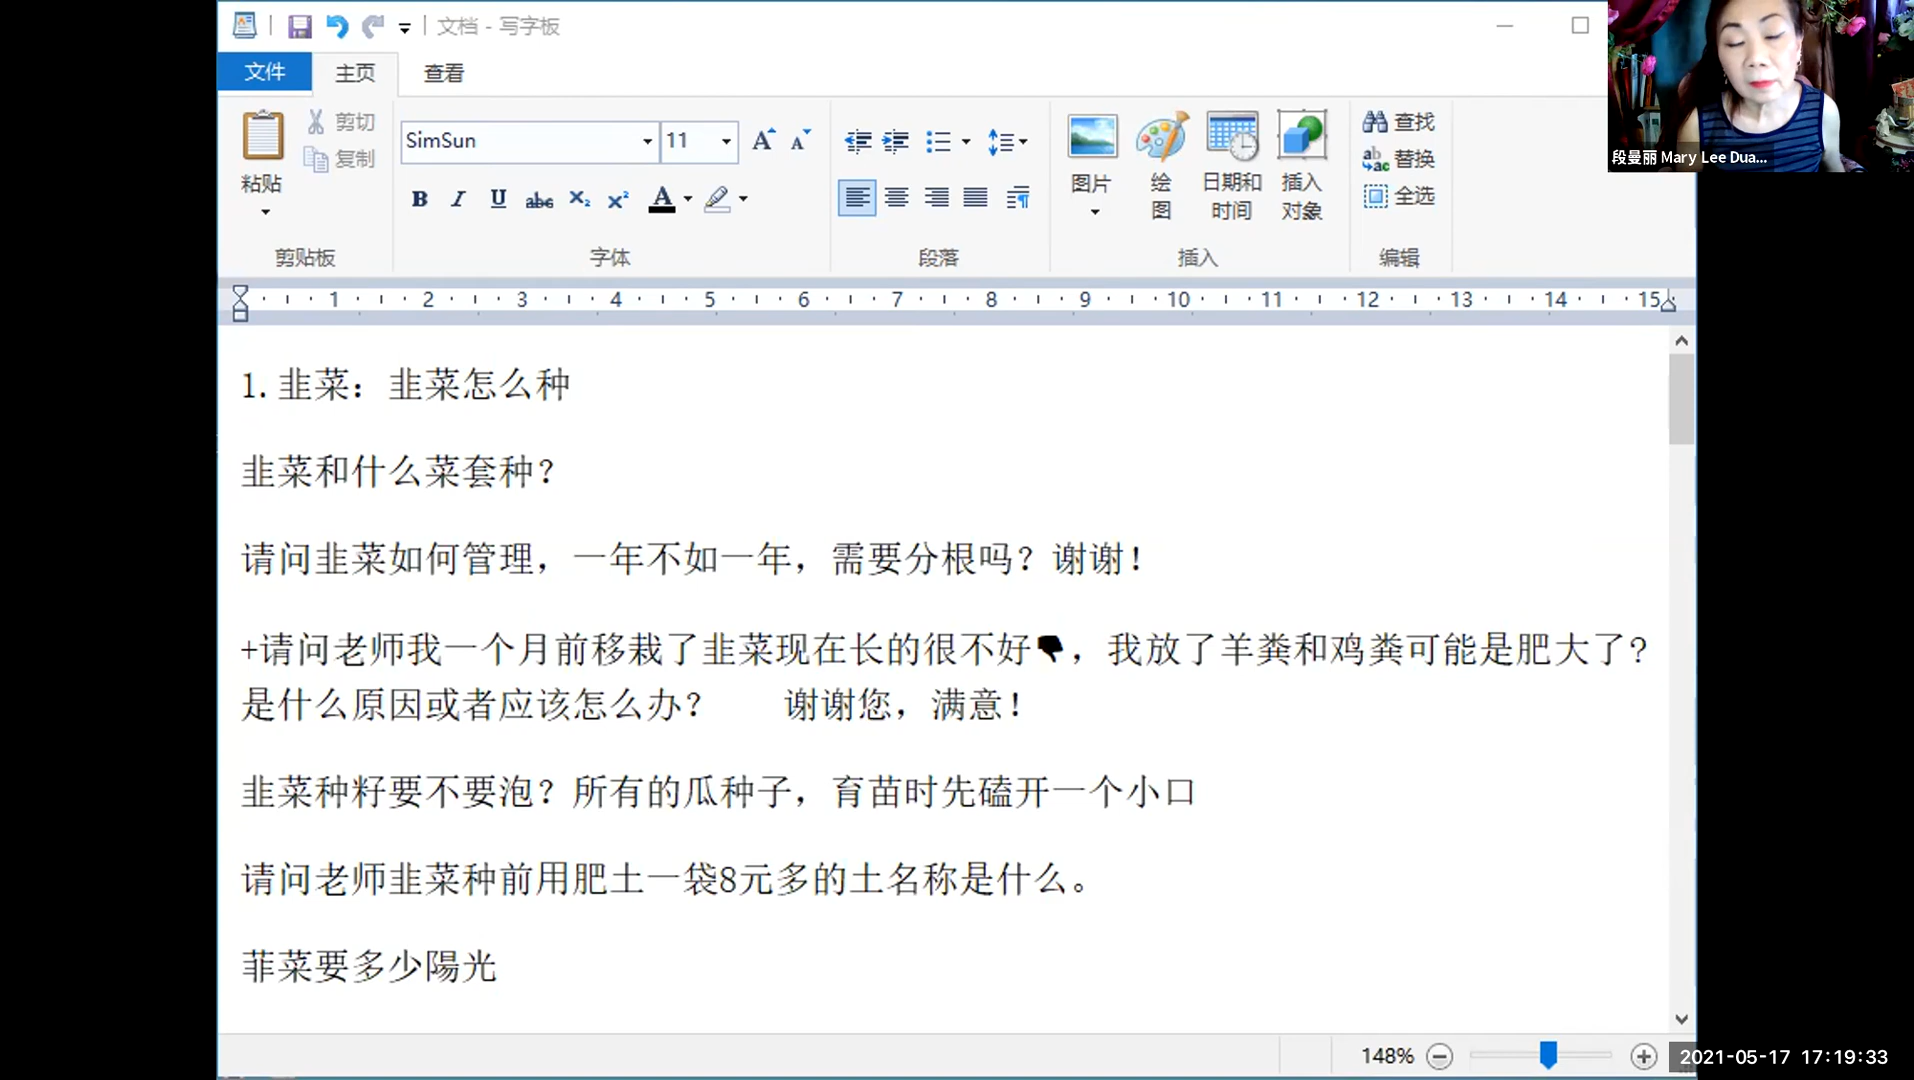 文档 - 写字板
文件 主页 查看
粘贴 剪切 复制
剪贴板
SimSun 11
B I U abc X₂ X² A
字体
段落
图片 绘图 日期和时间 插入对象
插入
查找
替换
全选
编辑
段曼丽 Mary Lee Dua...
1 2 3 4 5 6 7 8 9 10 11 12 13 14 15
1. 韭菜：韭菜怎么种
韭菜和什么菜套种？
请问韭菜如何管理，一年不如一年，需要分根吗？谢谢！
+请问老师我一个月前移栽了韭菜现在长的很不好👎，我放了羊粪和鸡粪可能是肥大了？
是什么原因或者应该怎么办？ 谢谢您，满意！
韭菜种籽要不要泡？所有的瓜种子，育苗时先磕开一个小口
请问老师韭菜种前用肥土一袋8元多的土名称是什么。
菲菜要多少陽光
148%
2021-05-17 17:19:33